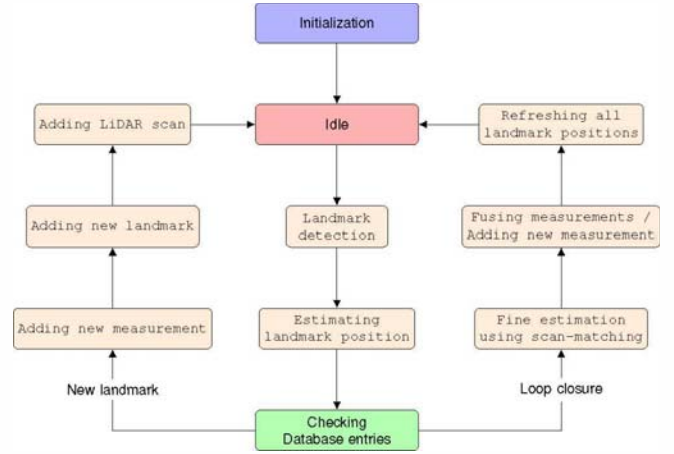 Initialization
Adding LiDAR scan
Idle
Refreshing all
landmark positions
Adding new landmark
Landmark
detection
Fusing measurements /
Adding new measurement
Adding new measurement
Estimating
landmark position
Fine estimation
using scan-matching
New landmark
Loop closure
Checking
Database entries